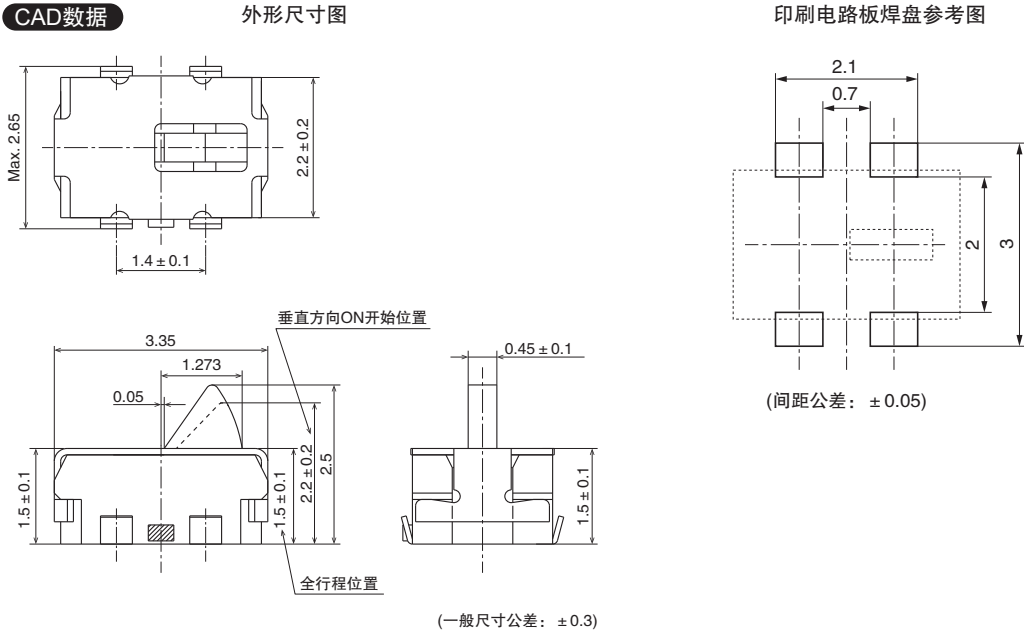 CAD数据
外形尺寸图
印刷电路板焊盘参考图
Max. 2.65
2.2 ± 0.2
1.4 ± 0.1
2.1
0.7
2
3
(间距公差： ± 0.05)
垂直方向ON开始位置
3.35
1.273
0.05
1.5 ± 0.1
1.5 ± 0.1
2.2 ± 0.2
2.5
全行程位置
0.45 ± 0.1
1.5 ± 0.1
(一般尺寸公差： ± 0.3)